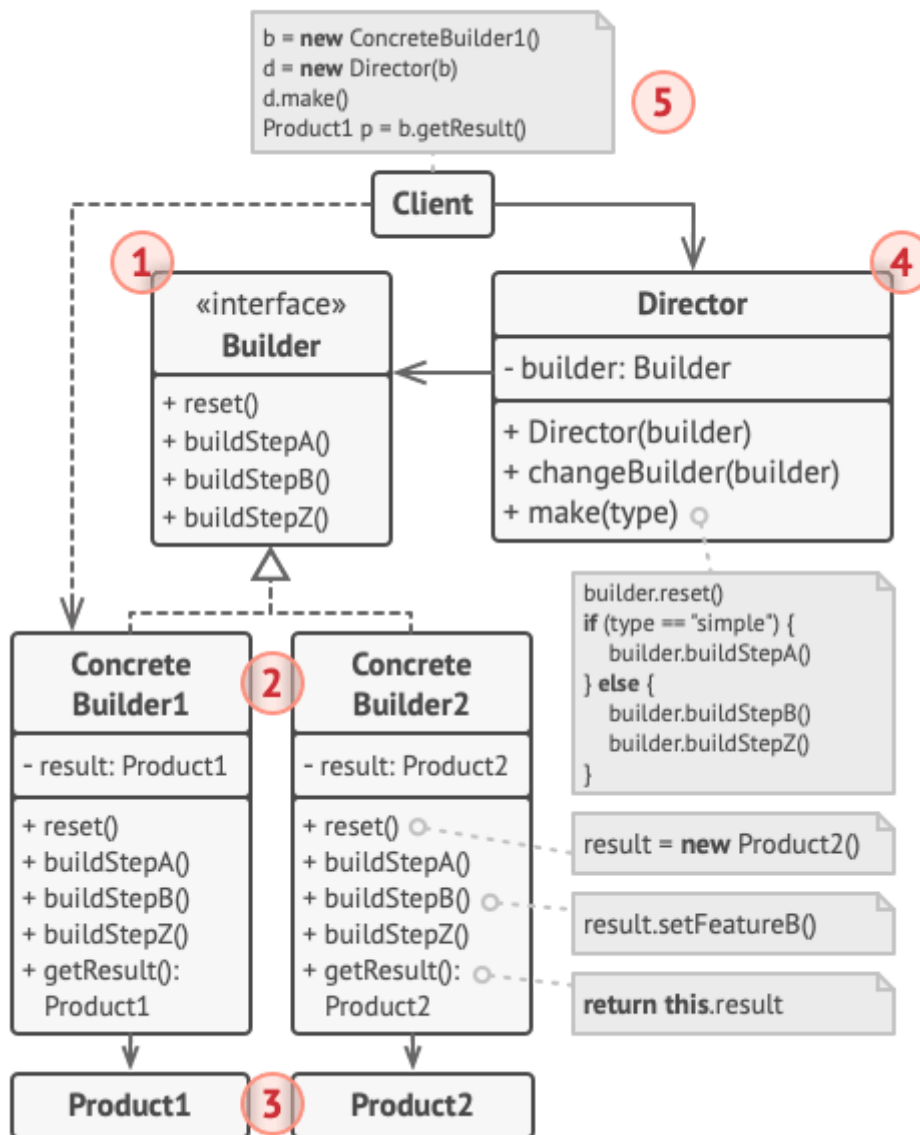 b = new ConcreteBuilder1()
d = new Director(b)
d.make()
Product1 p = b.getResult()
5
Client
1
«interface»
Builder
+ reset()
+ buildStepA()
+ buildStepB()
+ buildStepZ()
4
Director
- builder: Builder
+ Director(builder)
+ changeBuilder(builder)
+ make(type)
builder.reset()
if (type == "simple") {
builder.buildStepA()
} else {
builder.buildStepB()
builder.buildStepZ()
}
Concrete
Builder1
- result: Product1
+ reset()
+ buildStepA()
+ buildStepB()
+ buildStepZ()
+ getResult():
Product1
2
Concrete
Builder2
- result: Product2
+ reset()
+ buildStepA()
+ buildStepB()
+ buildStepZ()
+ getResult():
Product2
result = new Product2()
result.setFeatureB()
return this.result
Product1
3
Product2